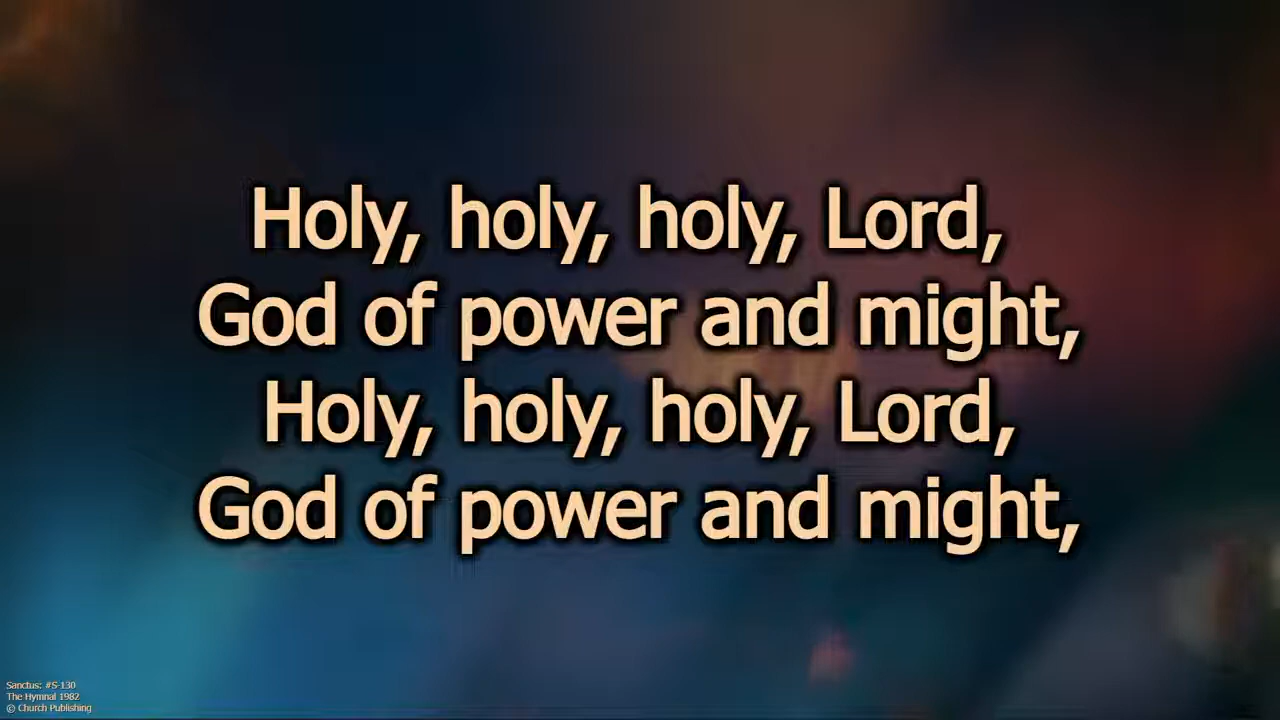 Holy, holy, holy, Lord,
God of power and might,
Holy, holy, holy, Lord,
God of power and might,
Sanctus: #S-130
The Hymnal 1982
© Church Publishing